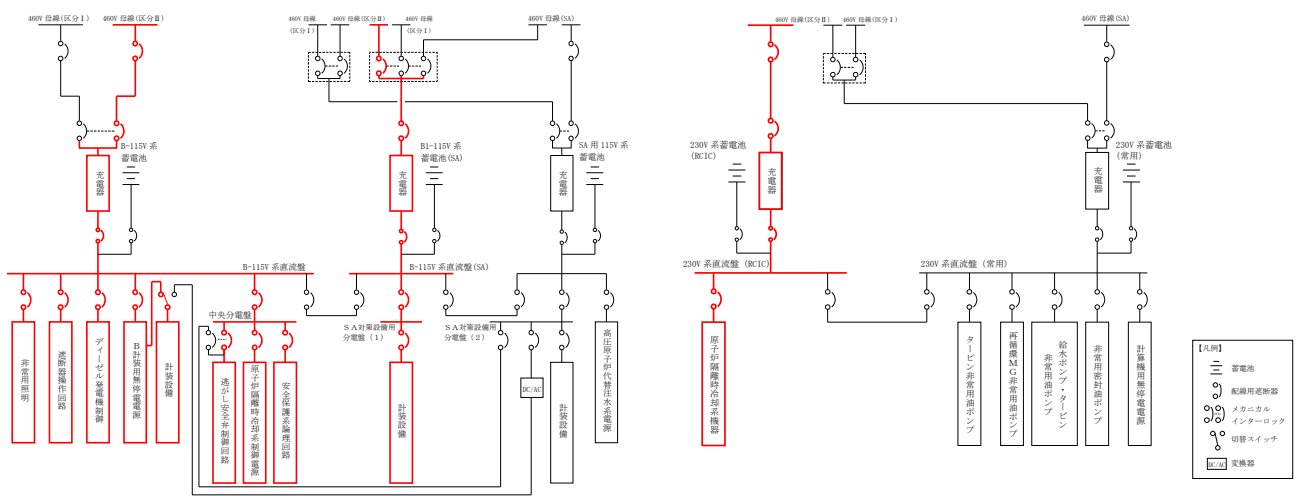 460V 母線(区分Ⅰ)
460V 母線(区分Ⅱ)
460V 母線
(区分Ⅰ)
460V 母線(区分Ⅱ)
460V 母線
(区分Ⅰ)
460V 母線(SA)
460V 母線(区分Ⅱ)
460V 母線(区分Ⅰ)
460V 母線(SA)
B-115V 系
蓄電池
充電器
B1-115V 系
蓄電池(SA)
充電器
SA 用 115V 系
蓄電池
充電器
230V 系蓄電池
(RCIC)
充電器
230V 系蓄電池
(常用)
充電器
B-115V 系直流盤
B-115V 系直流盤(SA)
230V 系直流盤 (RCIC)
230V 系直流盤 (常用)
中央分電盤
SA対策設備用
分電盤(1)
SA対策設備用
分電盤(2)
非常用照明
遮断器操作回路
ディーゼル発電機制御
B計装用無停電電源
計装設備
逃がし安全弁制御回路
原子炉隔離時冷却系制御電源
安全保護系論理回路
計装設備
DC/AC
計装設備
高圧原子炉代替注水系電源
原子炉隔離時冷却系機器
タービン非常用油ポンプ
再循環MG非常用油ポンプ
給水ポンプ・タービン
非常用油ポンプ
非常用密封油ポンプ
計算機用無停電電源
【凡例】
蓄電池
配線用遮断器
メカニカル
インターロック
切替スイッチ
DC/AC
変換器